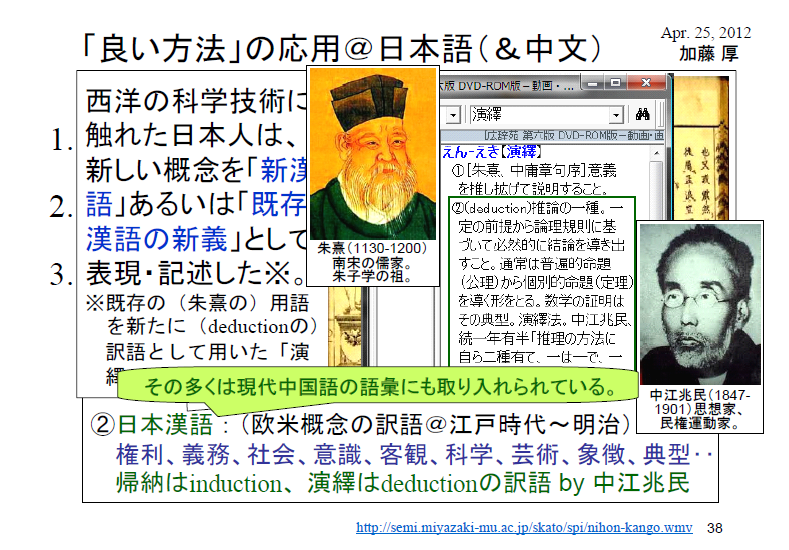 Apr. 25, 2012
「良い方法」の応用＠日本語（＆中文）
加藤 厚
西洋の科学技術に
1. 触れた日本人は、
新しい概念を「新漢
2. 語」あるいは「既存
漢語の新義」として
3. 表現・記述した※。
※既存の（朱熹の）用語
を新たに（deductionの）
訳語として用いた「演
繹
朱熹(1130-1200)
南宋の儒家。
朱子学の祖。
六版 DVD-ROM版－動画・...
演繹
広辞苑 第六版 DVD-ROM版－動画・画
えん‐えき【演繹】
①[朱熹、中庸章句序]意義
を推し拡げて説明すること。
②(deduction)推論の一種。一
定の前提から論理規則に基
づいて必然的に結論を導き出
すこと。通常は普遍的命題
(公理)から個別的命題(定理)
を導く形をとる。数学の証明は
その典型。演繹法。中江兆民、
続一年有半「推理の方法に
自ら二種有て、一は一で、一
中江兆民(1847-
1901)思想家、
民権運動家。
その多くは現代中国語の語彙にも取り入れられている。
②日本漢語：（欧米概念の訳語＠江戸時代～明治）
権利、義務、社会、意識、客観、科学、芸術、象徴、典型‥
帰納はinduction、演繹はdeductionの訳語 by 中江兆民
http://semi.miyazaki-mu.ac.jp/skato/spi/nihon-kango.wmv
38